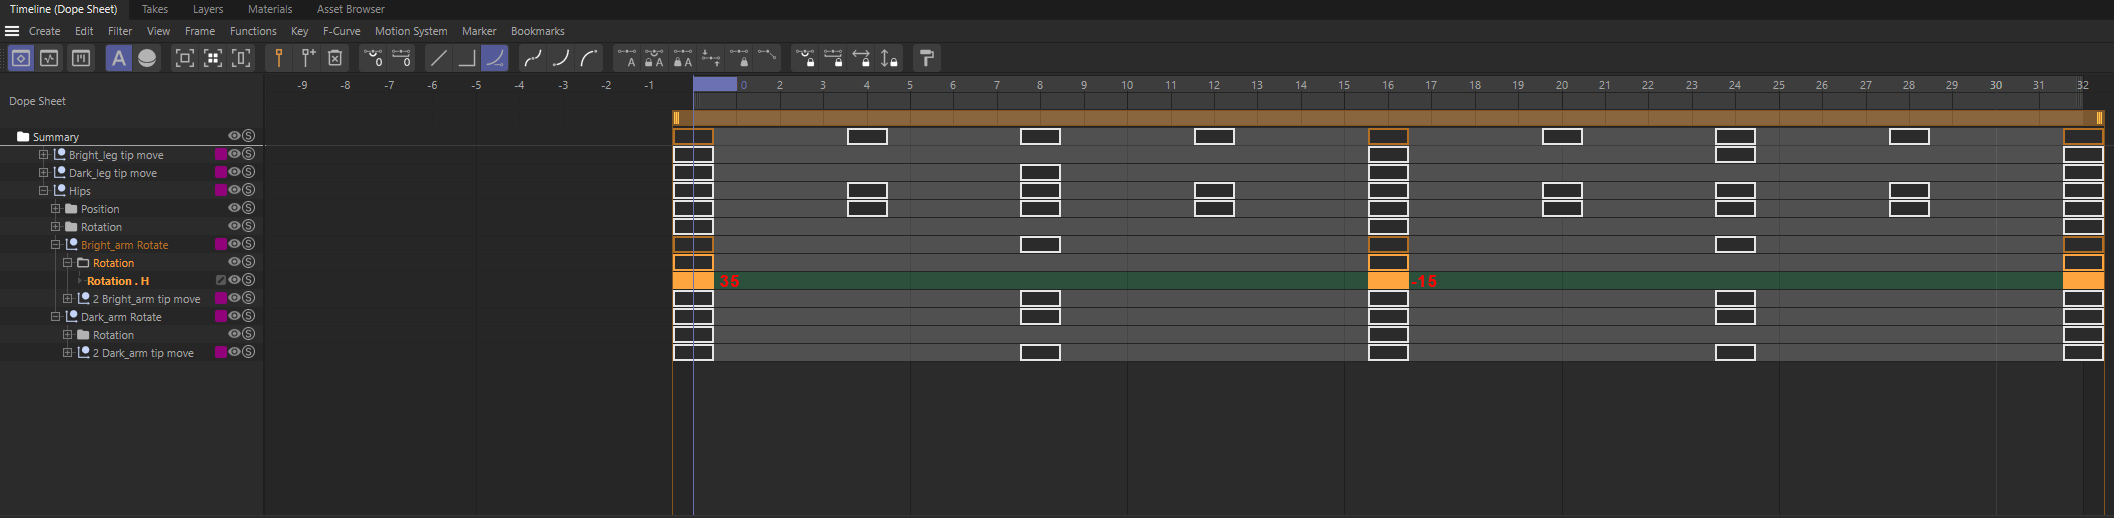 Timeline (Dope Sheet) Takes Layers Materials Asset Browser
Create Edit Filter View Frame Functions Key F-Curve Motion System Marker Bookmarks
A 0 0 A A A
-9 -8 -7 -6 -5 -4 -3 -2 -1 0 2 3 4 5 6 7 8 9 10 11 12 13 14 15 16 17 18 19 20 21 22 23 24 25 26 27 28 29 30 31 32
Dope Sheet
Summary S
Bright_leg tip move S
Dark_leg tip move S
Hips S
Position S
Rotation S
Bright_arm Rotate S
Rotation S
Rotation . H S 35 -15
2 Bright_arm tip move S
Dark_arm Rotate S
Rotation S
2 Dark_arm tip move S